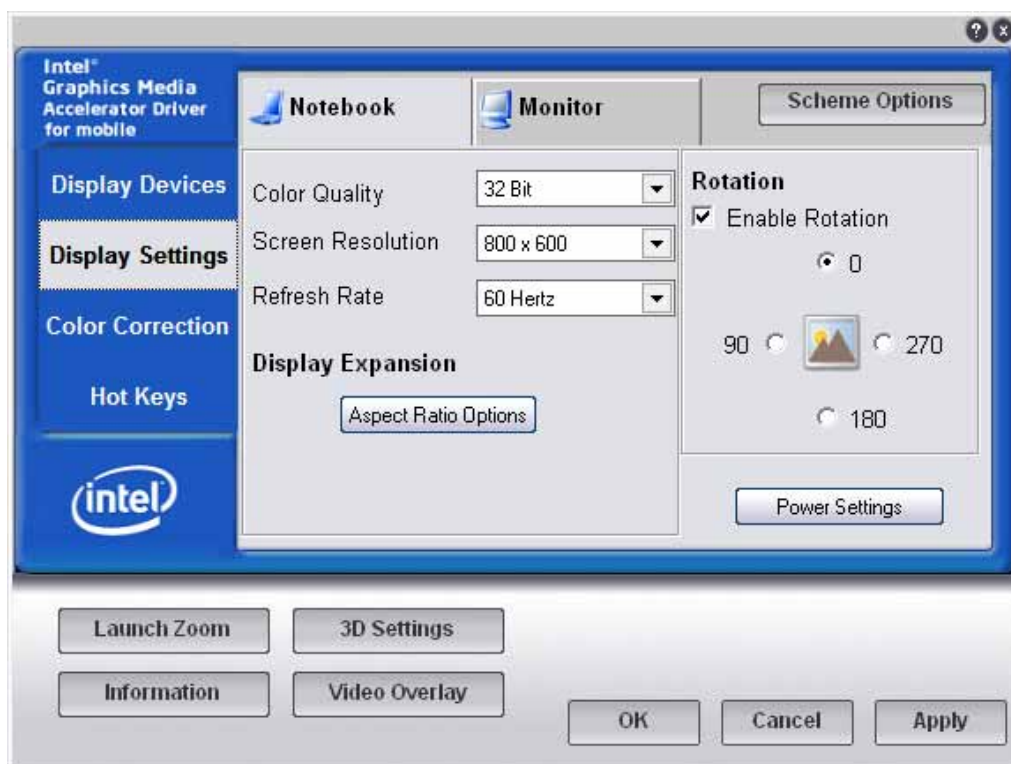 Intel®
Graphics Media
Accelerator Driver
for mobile
Notebook
Monitor
Scheme Options
Display Devices
Display Settings
Color Correction
Hot Keys
intel
Color Quality
32 Bit
Screen Resolution
800 x 600
Refresh Rate
60 Hertz
Display Expansion
Aspect Ratio Options
Rotation
Enable Rotation
0
90
270
180
Power Settings
Launch Zoom
3D Settings
Information
Video Overlay
OK
Cancel
Apply